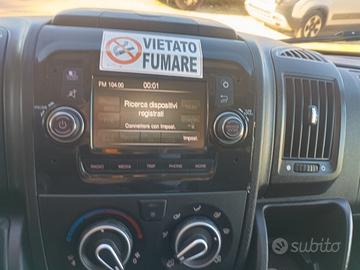 VIETATO
FUMARE
FM 104.00
00:01
Ricerca dispositivi
registrati
Connettere con Impost.
Impost.
RADIO
MEDIA
TRIP
PHONE
MORE
subito